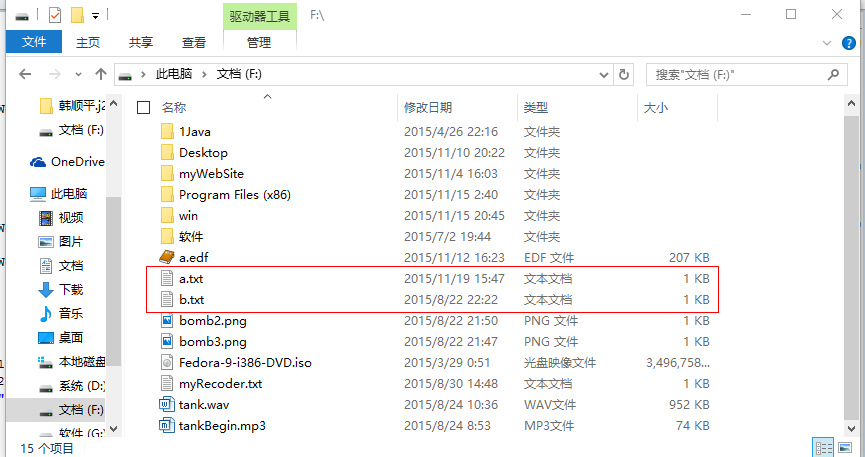 驱动器工具 F:\
文件 主页 共享 查看 管理
此电脑 文档 (F:) 搜索"文档 (F:)"
韩顺平.j2
文档 (F:)
OneDrive
此电脑
视频
图片
文档
下载
音乐
桌面
本地磁盘
系统 (D:)
文档 (F:)
软件 (G:)
名称 修改日期 类型 大小
1Java 2015/4/26 22:16 文件夹
Desktop 2015/11/10 20:22 文件夹
myWebSite 2015/11/4 16:03 文件夹
Program Files (x86) 2015/11/15 2:40 文件夹
win 2015/11/15 20:45 文件夹
软件 2015/7/2 19:44 文件夹
a.edf 2015/11/12 16:23 EDF 文件 207 KB
a.txt 2015/11/19 15:47 文本文档 1 KB
b.txt 2015/8/22 22:22 文本文档 1 KB
bomb2.png 2015/8/22 21:50 PNG 文件 1 KB
bomb3.png 2015/8/22 21:47 PNG 文件 1 KB
Fedora-9-i386-DVD.iso 2015/3/29 0:51 光盘映像文件 3,496,758...
myRecoder.txt 2015/8/30 14:48 文本文档 1 KB
tank.wav 2015/8/24 10:36 WAV文件 952 KB
tankBegin.mp3 2015/8/24 8:53 MP3文件 74 KB
15 个项目